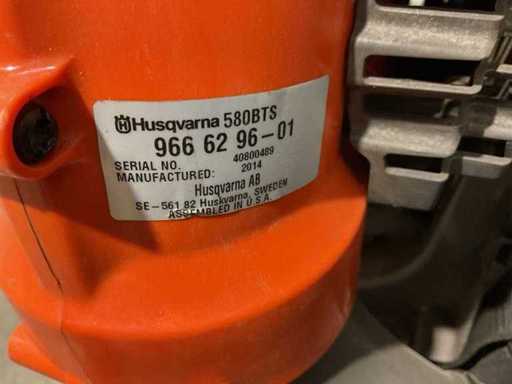 Husqvarna 580BTS
966 62 96-01
SERIAL NO. 40800489
MANUFACTURED: 2014
Husqvarna AB
SE-561 82 Huskvarna, SWEDEN
ASSEMBLED IN U S A.